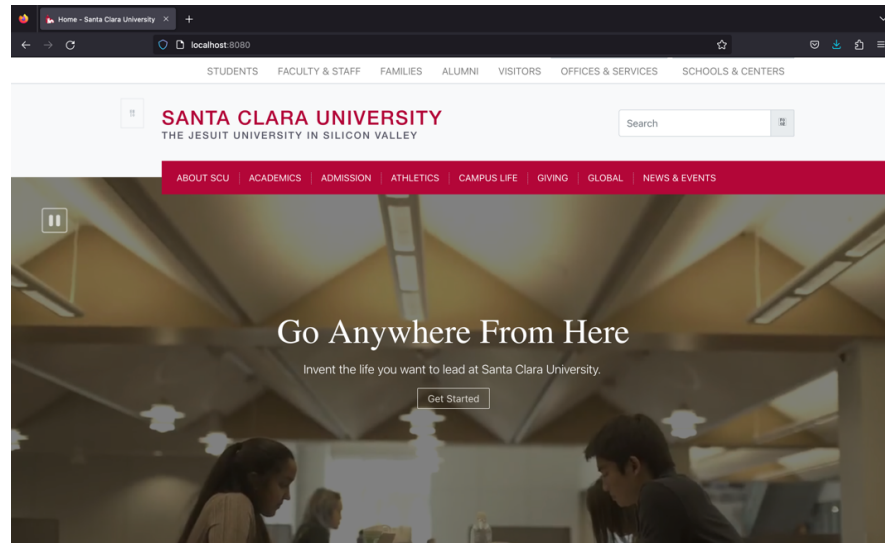 Home - Santa Clara University
localhost:8080
STUDENTS FACULTY & STAFF FAMILIES ALUMNI VISITORS OFFICES & SERVICES SCHOOLS & CENTERS
SANTA CLARA UNIVERSITY
THE JESUIT UNIVERSITY IN SILICON VALLEY
Search
ABOUT SCU ACADEMICS ADMISSION ATHLETICS CAMPUS LIFE GIVING GLOBAL NEWS & EVENTS
Go Anywhere From Here
Invent the life you want to lead at Santa Clara University.
Get Started